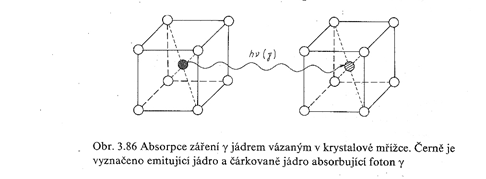 hν (γ)
Obr. 3.86 Absorpce záření γ jádrem vázaným v krystalové mřížce. Černě je
vyznačeno emitující jádro a čárkovaně jádro absorbující foton γ